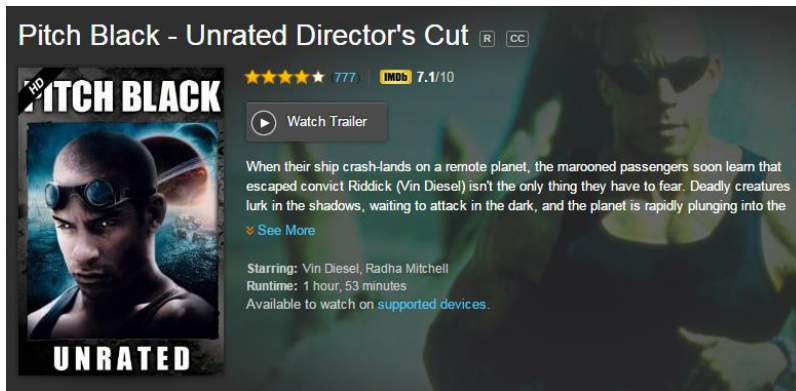 Pitch Black - Unrated Director's Cut R CC
HD
PITCH BLACK
UNRATED
(777) IMDb 7.1/10
Watch Trailer
When their ship crash-lands on a remote planet, the marooned passengers soon learn that
escaped convict Riddick (Vin Diesel) isn't the only thing they have to fear. Deadly creatures
lurk in the shadows, waiting to attack in the dark, and the planet is rapidly plunging into the
See More
Starring: Vin Diesel, Radha Mitchell
Runtime: 1 hour, 53 minutes
Available to watch on supported devices.